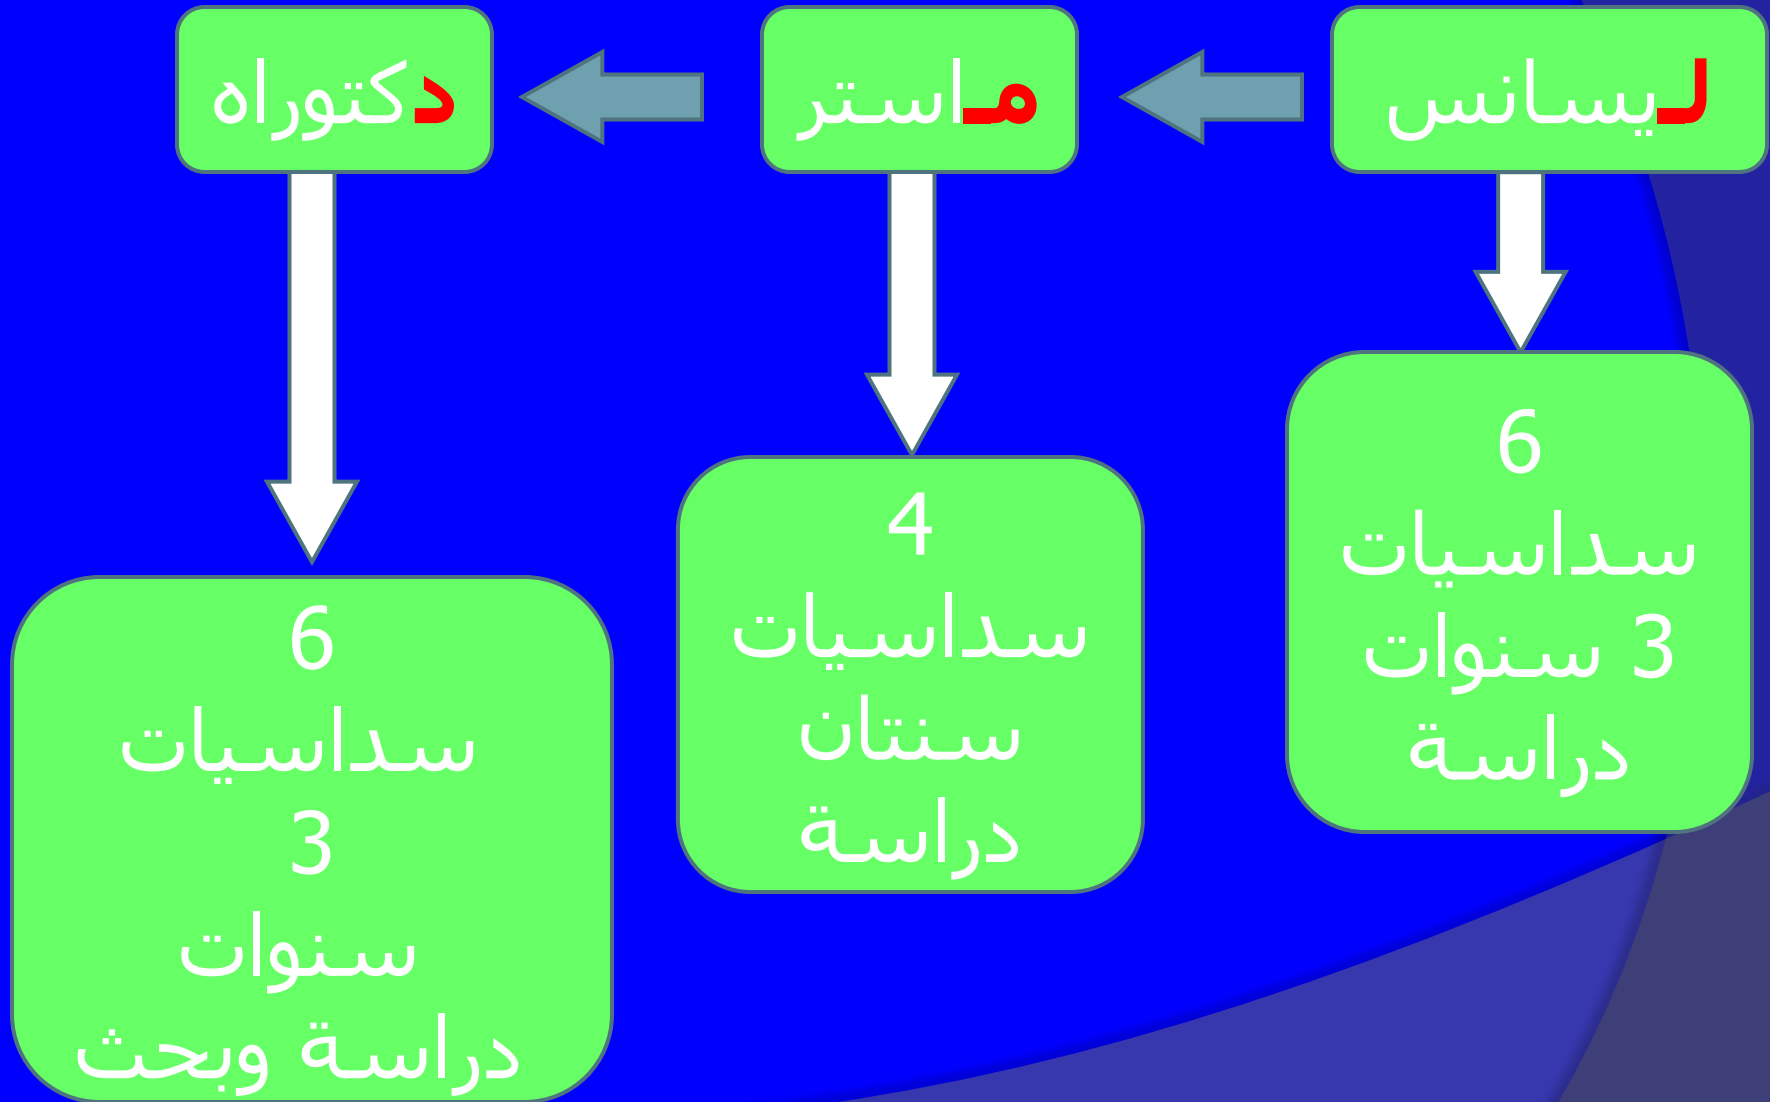 ليسانس
ماستر
دكتوراه
6
سداسيات
3 سنوات
دراسة
4
سداسيات
سنتان
دراسة
6
سداسيات
3
سنوات
دراسة وبحث